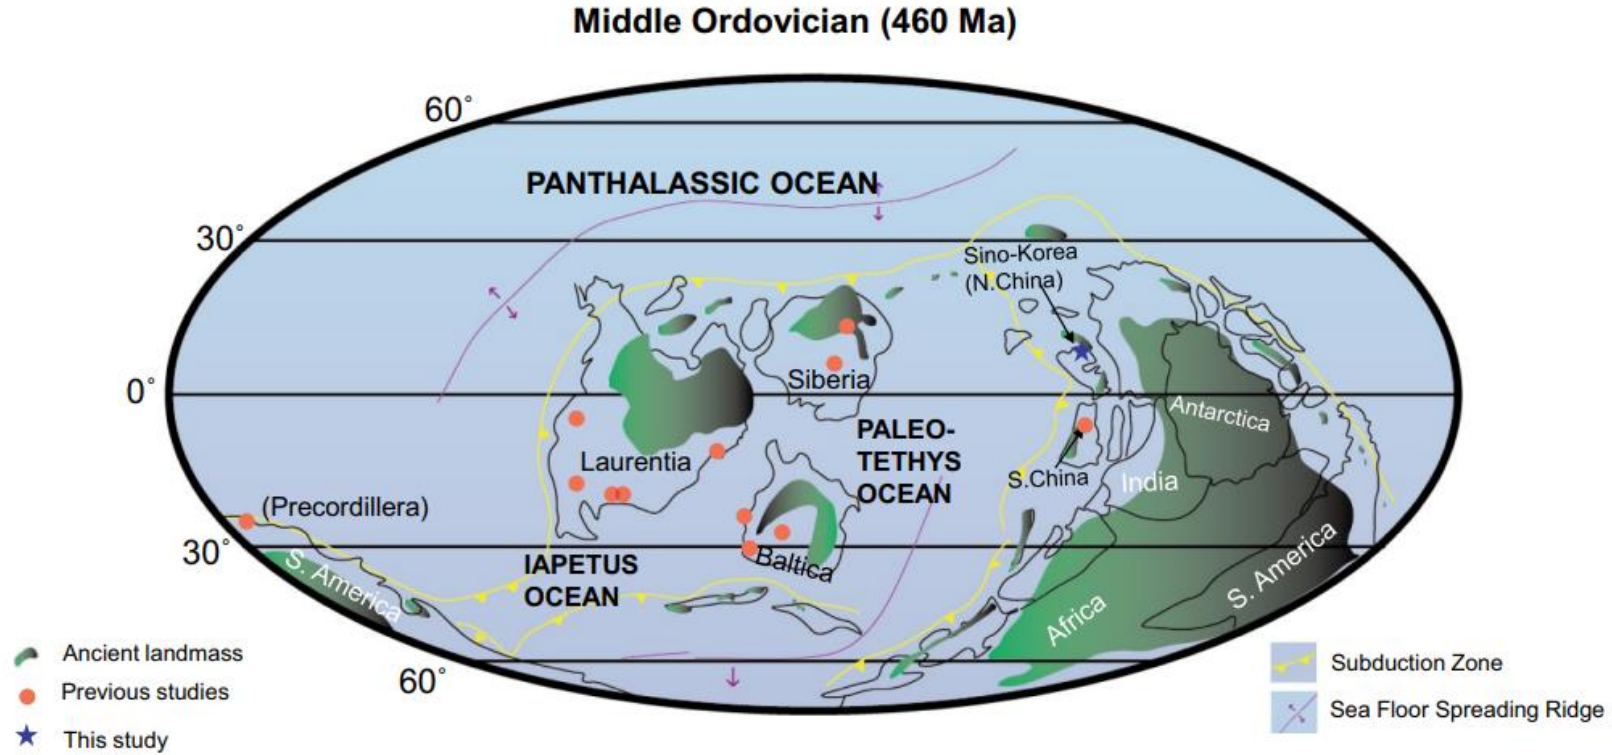 Middle Ordovician (460 Ma)
60°
PANTHALASSIC OCEAN
30°
Sino-Korea
(N.China)
Siberia
0°
Antarctica
PALEO-
TETHYS
OCEAN
Laurentia
S.China
India
(Precordillera)
30°
S. America
IAPETUS
OCEAN
Baltica
S. America
Africa
60°
Ancient landmass
Previous studies
This study
Subduction Zone
Sea Floor Spreading Ridge